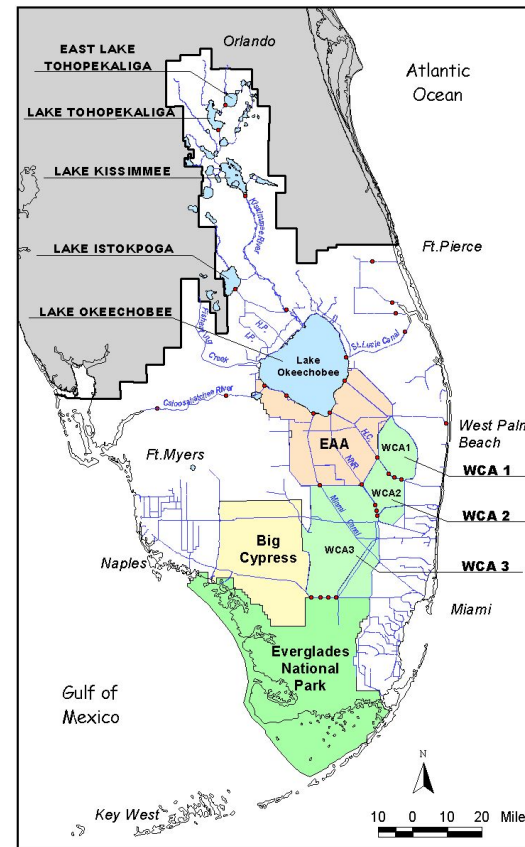 Orlando
EAST LAKE
TOHOPEKALIGA
Atlantic
Ocean
LAKE TOHOPEKALIGA
LAKE KISSIMMEE
Kissimmee River
Ft.Pierce
LAKE ISTOKPOGA
H.P.
I.P.
Fisheating
Creek
LAKE OKEECHOBEE
St. Lucie Canal
Lake
Okeechobee
Caloosahatchee River
West Palm
Beach
EAA
H.C.
WCA1
WCA 1
Ft.Myers
NNR
WCA2
WCA 2
Miami
Canal
Big
Cypress
WCA3
WCA 3
Naples
Miami
Everglades
National
Park
Gulf of
Mexico
N
Key West
10 0 10 20 Mile